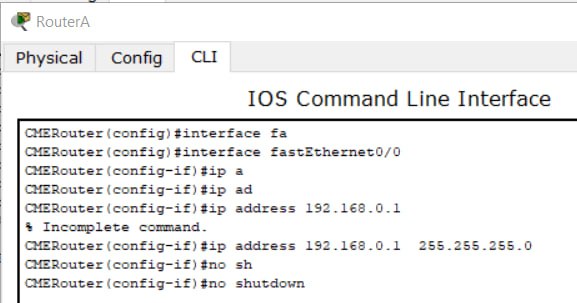 RouterA
Physical Config CLI
IOS Command Line Interface
CMERouter(config)#interface fa
CMERouter(config)#interface fastEthernet0/0
CMERouter(config-if)#ip a
CMERouter(config-if)#ip ad
CMERouter(config-if)#ip address 192.168.0.1
% Incomplete command.
CMERouter(config-if)#ip address 192.168.0.1  255.255.255.0
CMERouter(config-if)#no sh
CMERouter(config-if)#no shutdown